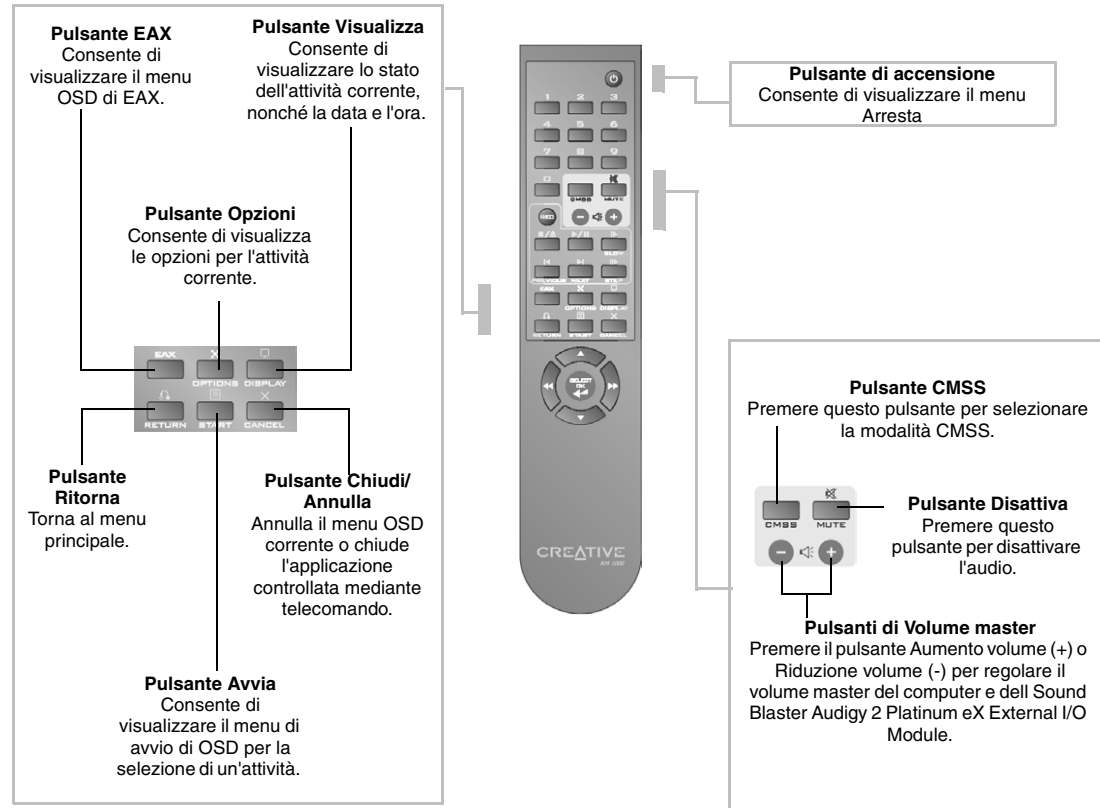 Pulsante EAX
Consente di
visualizzare il menu
OSD di EAX.
Pulsante Visualizza
Consente di
visualizzare lo stato
dell'attività corrente,
nonché la data e l'ora.
Pulsante Opzioni
Consente di visualizza
le opzioni per l'attività
corrente.
EAX
OPTIONS DISPLAY
RETURN START CANCEL
Pulsante
Ritorna
Torna al menu
principale.
Pulsante Chiudi/
Annulla
Annulla il menu OSD
corrente o chiude
l'applicazione
controllata mediante
telecomando.
Pulsante Avvia
Consente di
visualizzare il menu di
avvio di OSD per la
selezione di un'attività.
1 2 3
4 5 6
7 8 9
CMSS MUTE
SLOW
PREVIOUS NEXT STEP
EAX
OPTIONS DISPLAY
RETURN START CANCEL
SELECT
OK
CREATIVE
RM 1000
Pulsante di accensione
Consente di visualizzare il menu
Arresta
Pulsante CMSS
Premere questo pulsante per selezionare
la modalità CMSS.
CMSS MUTE
Pulsante Disattiva
Premere questo
pulsante per disattivare
l'audio.
Pulsanti di Volume master
Premere il pulsante Aumento volume (+) o
Riduzione volume (-) per regolare il
volume master del computer e dell Sound
Blaster Audigy 2 Platinum eX External I/O
Module.